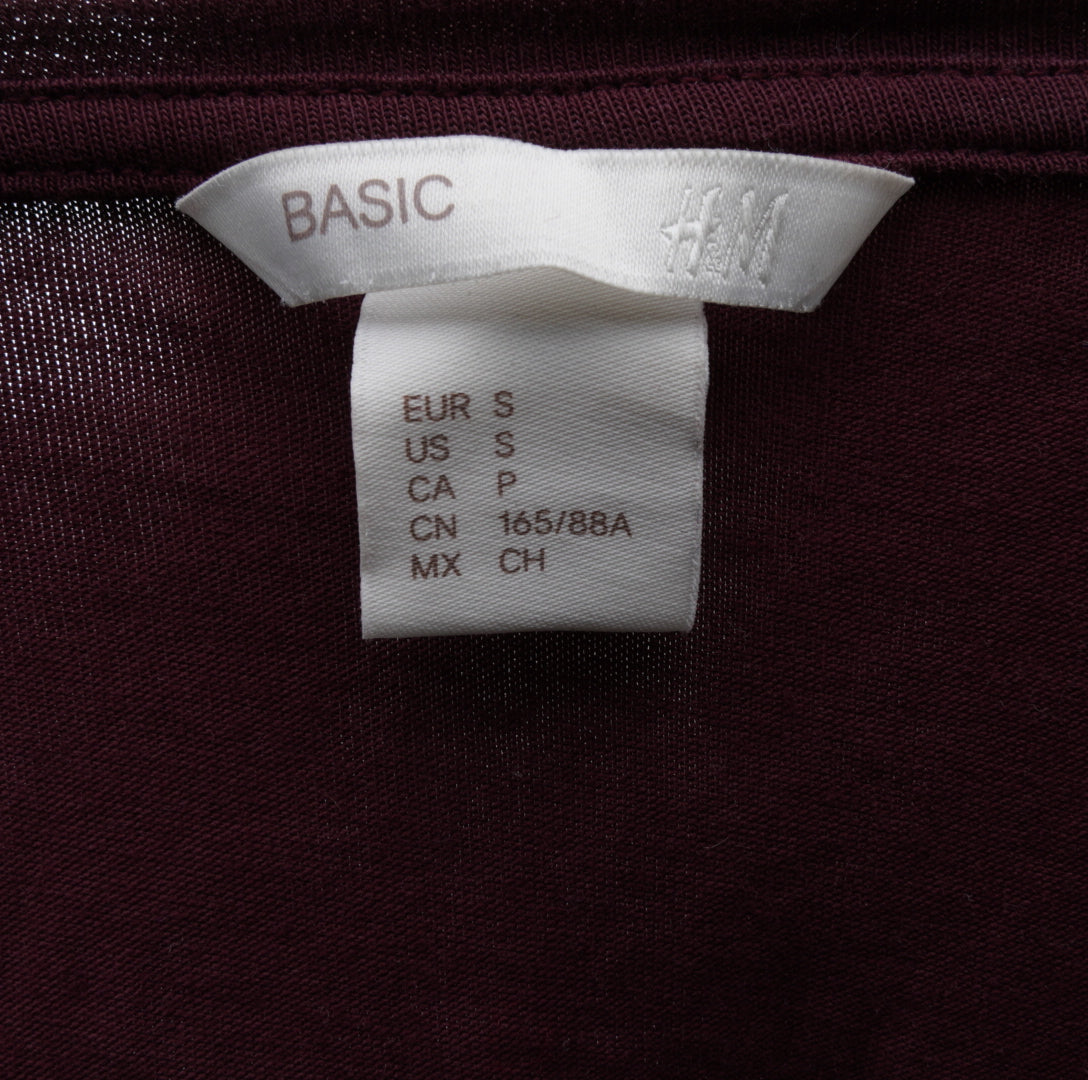 BASIC H&M
EUR S
US S
CA P
CN 165/88A
MX CH